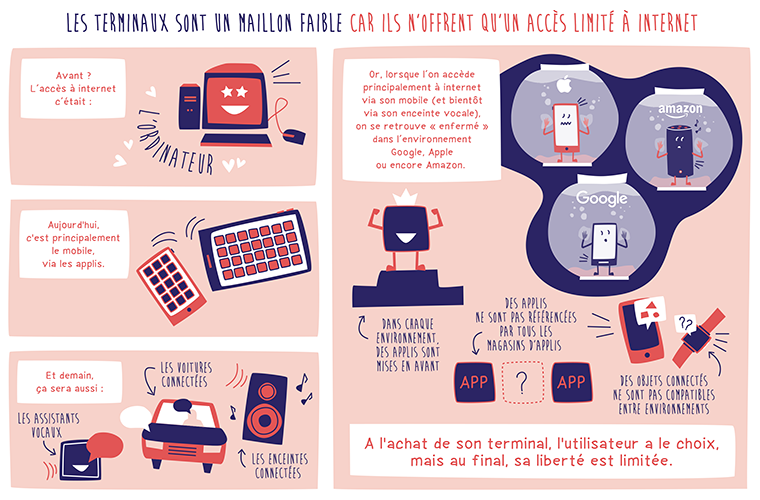 LES TERMINAUX SONT UN MAILLON FAIBLE CAR ILS N'OFFRENT QU'UN ACCÈS LIMITÉ À INTERNET
Avant ?
L'accès à internet
c'était :
L'ORDINATEUR
Aujourd'hui,
c'est principalement
le mobile,
via les applis.
Et demain,
ça sera aussi :
LES VOITURES
CONNECTÉES
LES ASSISTANTS
VOCAUX
LES ENCEINTES
CONNECTÉES
Or, lorsque l'on accède
principalement à internet
via son mobile (et bientôt
via son enceinte vocale),
on se retrouve « enfermé »
dans l'environnement
Google, Apple
ou encore Amazon.
amazon
Google
DANS CHAQUE
ENVIRONNEMENT,
DES APPLIS SONT
MISES EN AVANT
DES APPLIS
NE SONT PAS RÉFÉRENCÉES
PAR TOUS LES
MAGASINS D'APPLIS
APP ? APP
??
DES OBJETS CONNECTÉS
NE SONT PAS COMPATIBLES
ENTRE ENVIRONNEMENTS
A l'achat de son terminal, l'utilisateur a le choix,
mais au final, sa liberté est limitée.